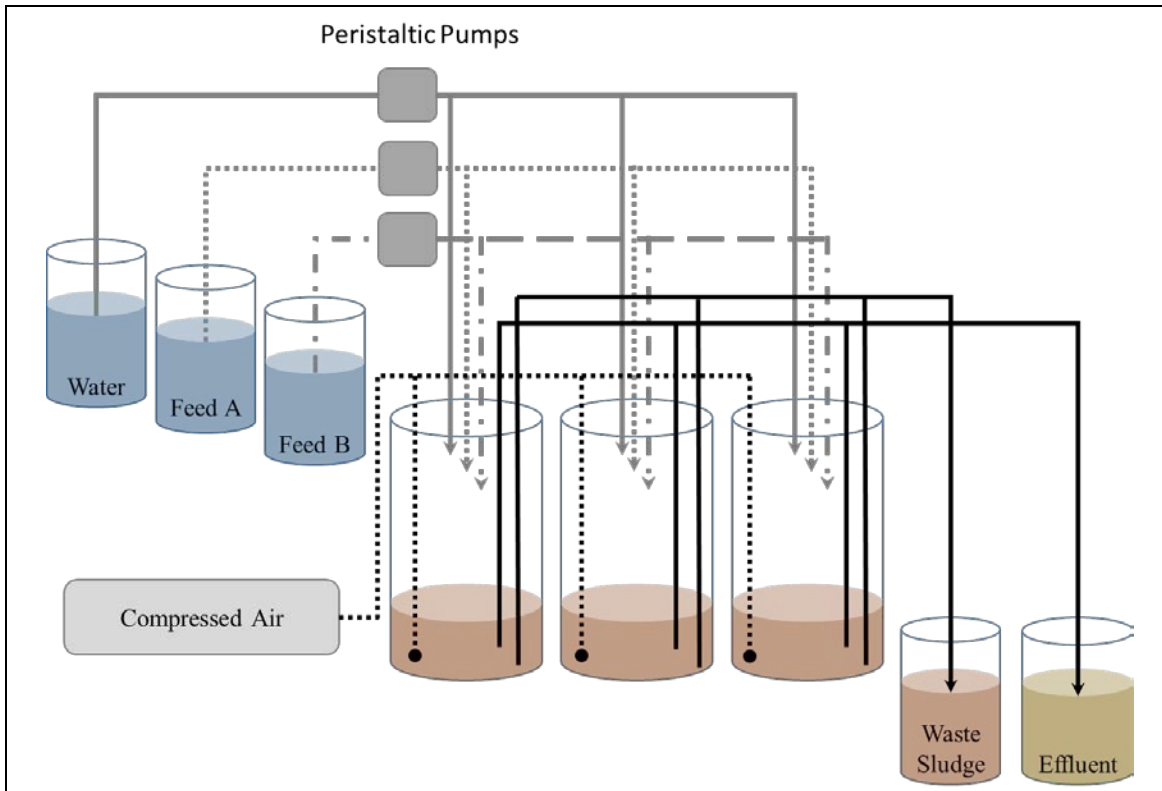 Peristaltic Pumps
Water
Feed A
Feed B
Compressed Air
Waste
Sludge
Effluent